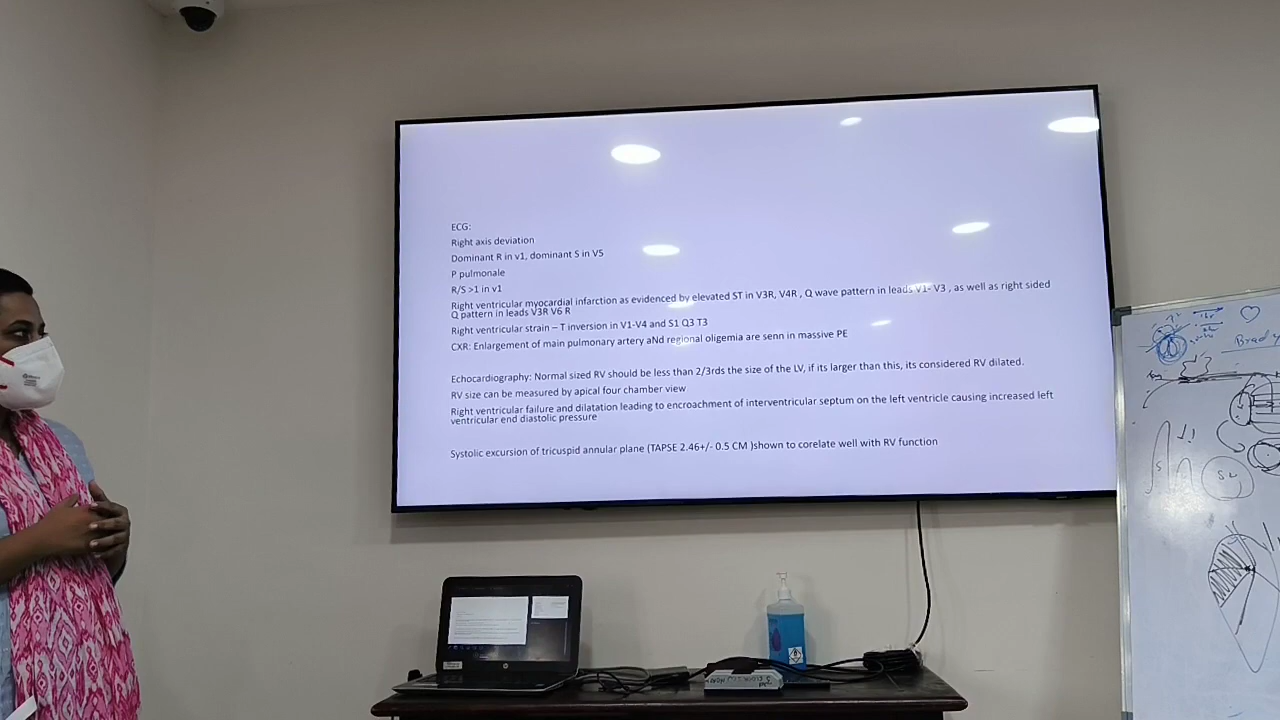 ECG:
Right axis deviation
Dominant R in v1, dominant S in V5
P pulmonale
R/S >1 in v1
Right ventricular myocardial infarction as evidenced by elevated ST in V3R, V4R , Q wave pattern in leads V1- V3 , as well as right sided
Q pattern in leads V3R V6 R
Right ventricular strain – T inversion in V1-V4 and S1 Q3 T3
CXR: Enlargement of main pulmonary artery aNd regional oligemia are senn in massive PE
Echocardiography: Normal sized RV should be less than 2/3rds the size of the LV, if its larger than this, its considered RV dilated.
RV size can be measured by apical four chamber view
Right ventricular failure and dilatation leading to encroachment of interventricular septum on the left ventricle causing increased left
ventricular end diastolic pressure
Systolic excursion of tricuspid annular plane (TAPSE 2.46+/- 0.5 CM )shown to corelate well with RV function
Brady
hp